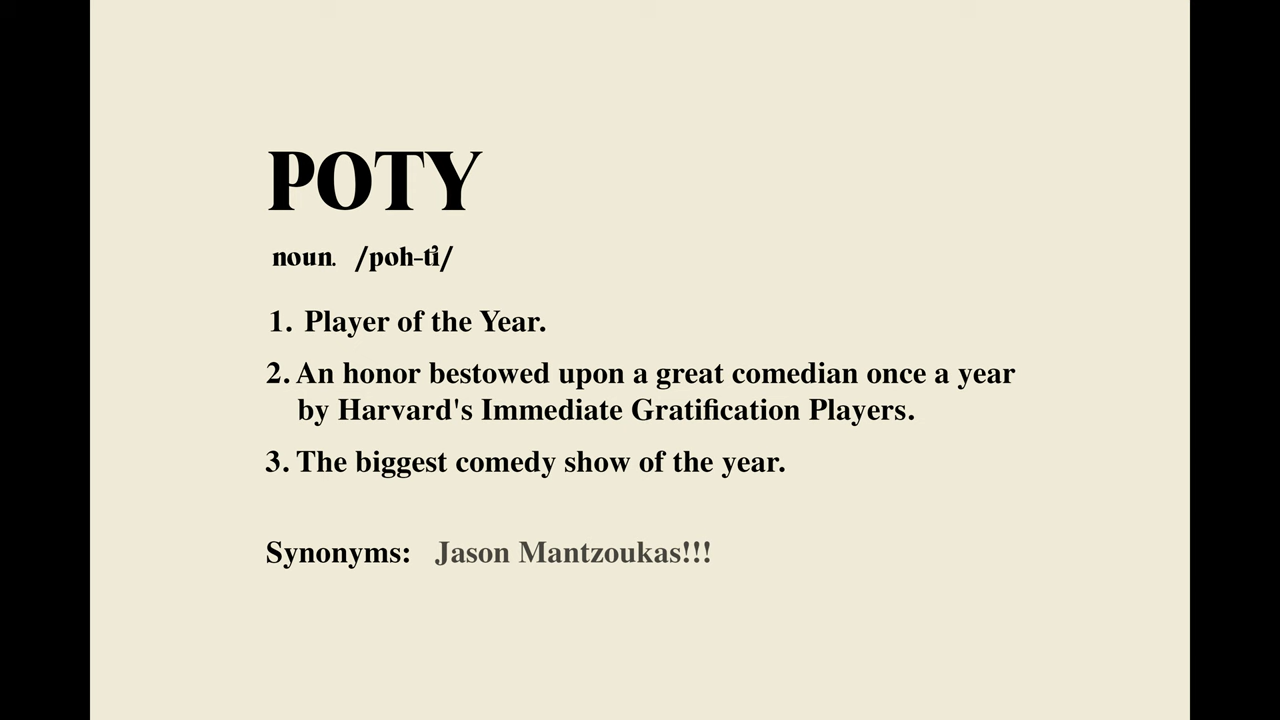 POTY
noun. /poh-ti/
1. Player of the Year.
2. An honor bestowed upon a great comedian once a year
by Harvard's Immediate Gratification Players.
3. The biggest comedy show of the year.
Synonyms: Jason Mantzoukas!!!